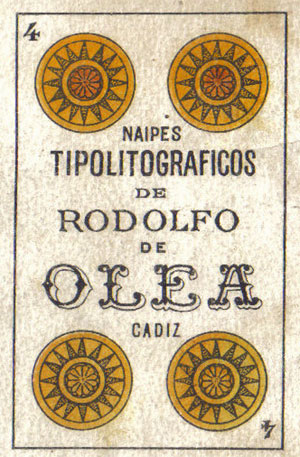 4
NAIPES
TIPOLITOGRAFICOS
DE
RODOLFO
DE
OLEA
CADIZ
4